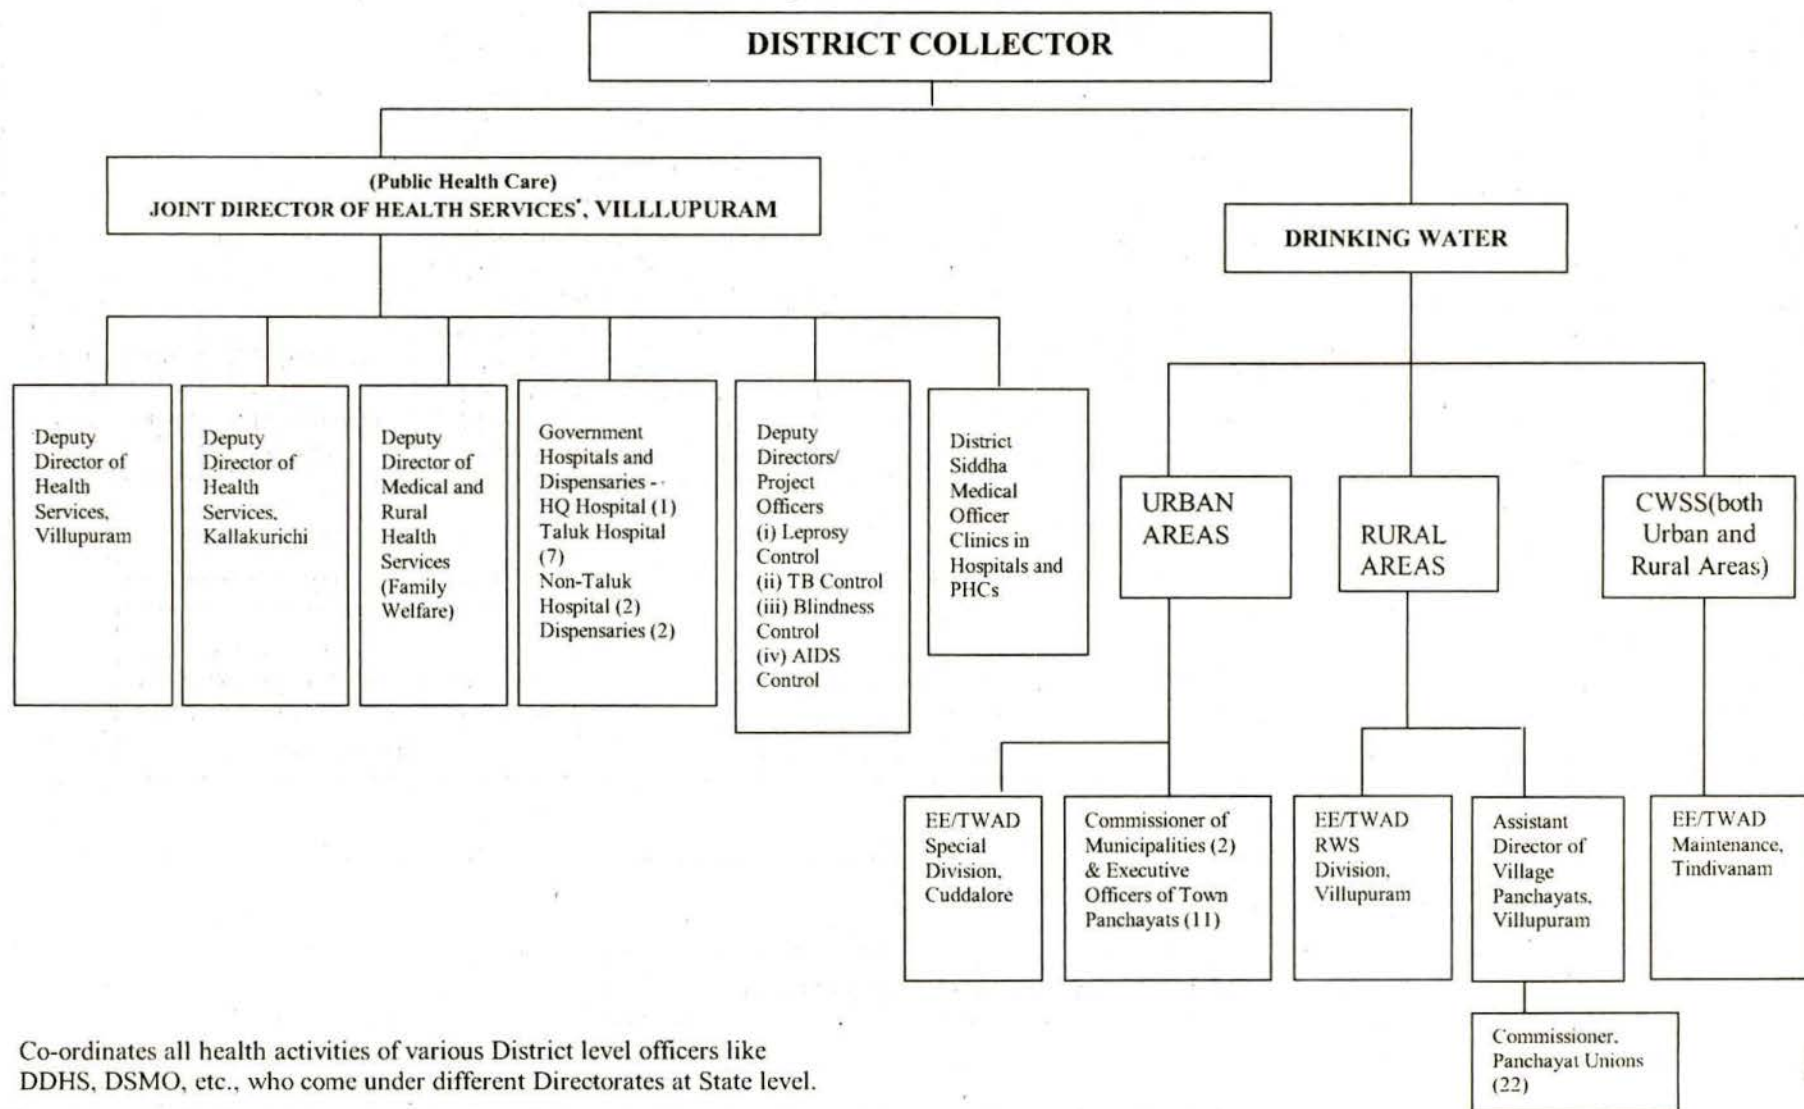 DISTRICT COLLECTOR
(Public Health Care)
JOINT DIRECTOR OF HEALTH SERVICES*, VILLLUPURAM
DRINKING WATER
Deputy
Director of
Health
Services,
Villupuram
Deputy
Director of
Health
Services,
Kallakurichi
Deputy
Director of
Medical and
Rural
Health
Services
(Family
Welfare)
Government
Hospitals and
Dispensaries -
HQ Hospital (1)
Taluk Hospital
(7)
Non-Taluk
Hospital (2)
Dispensaries (2)
Deputy
Directors/
Project
Officers
(i) Leprosy
Control
(ii) TB Control
(iii) Blindness
Control
(iv) AIDS
Control
District
Siddha
Medical
Officer
Clinics in
Hospitals and
PHCs
URBAN
AREAS
RURAL
AREAS
CWSS(both
Urban and
Rural Areas)
EE/TWAD
Special
Division,
Cuddalore
Commissioner of
Municipalities (2)
& Executive
Officers of Town
Panchayats (11)
EE/TWAD
RWS
Division,
Villupuram
Assistant
Director of
Village
Panchayats,
Villupuram
EE/TWAD
Maintenance,
Tindivanam
Commissioner.
Panchayat Unions
(22)
Co-ordinates all health activities of various District level officers like
DDHS, DSMO, etc., who come under different Directorates at State level.